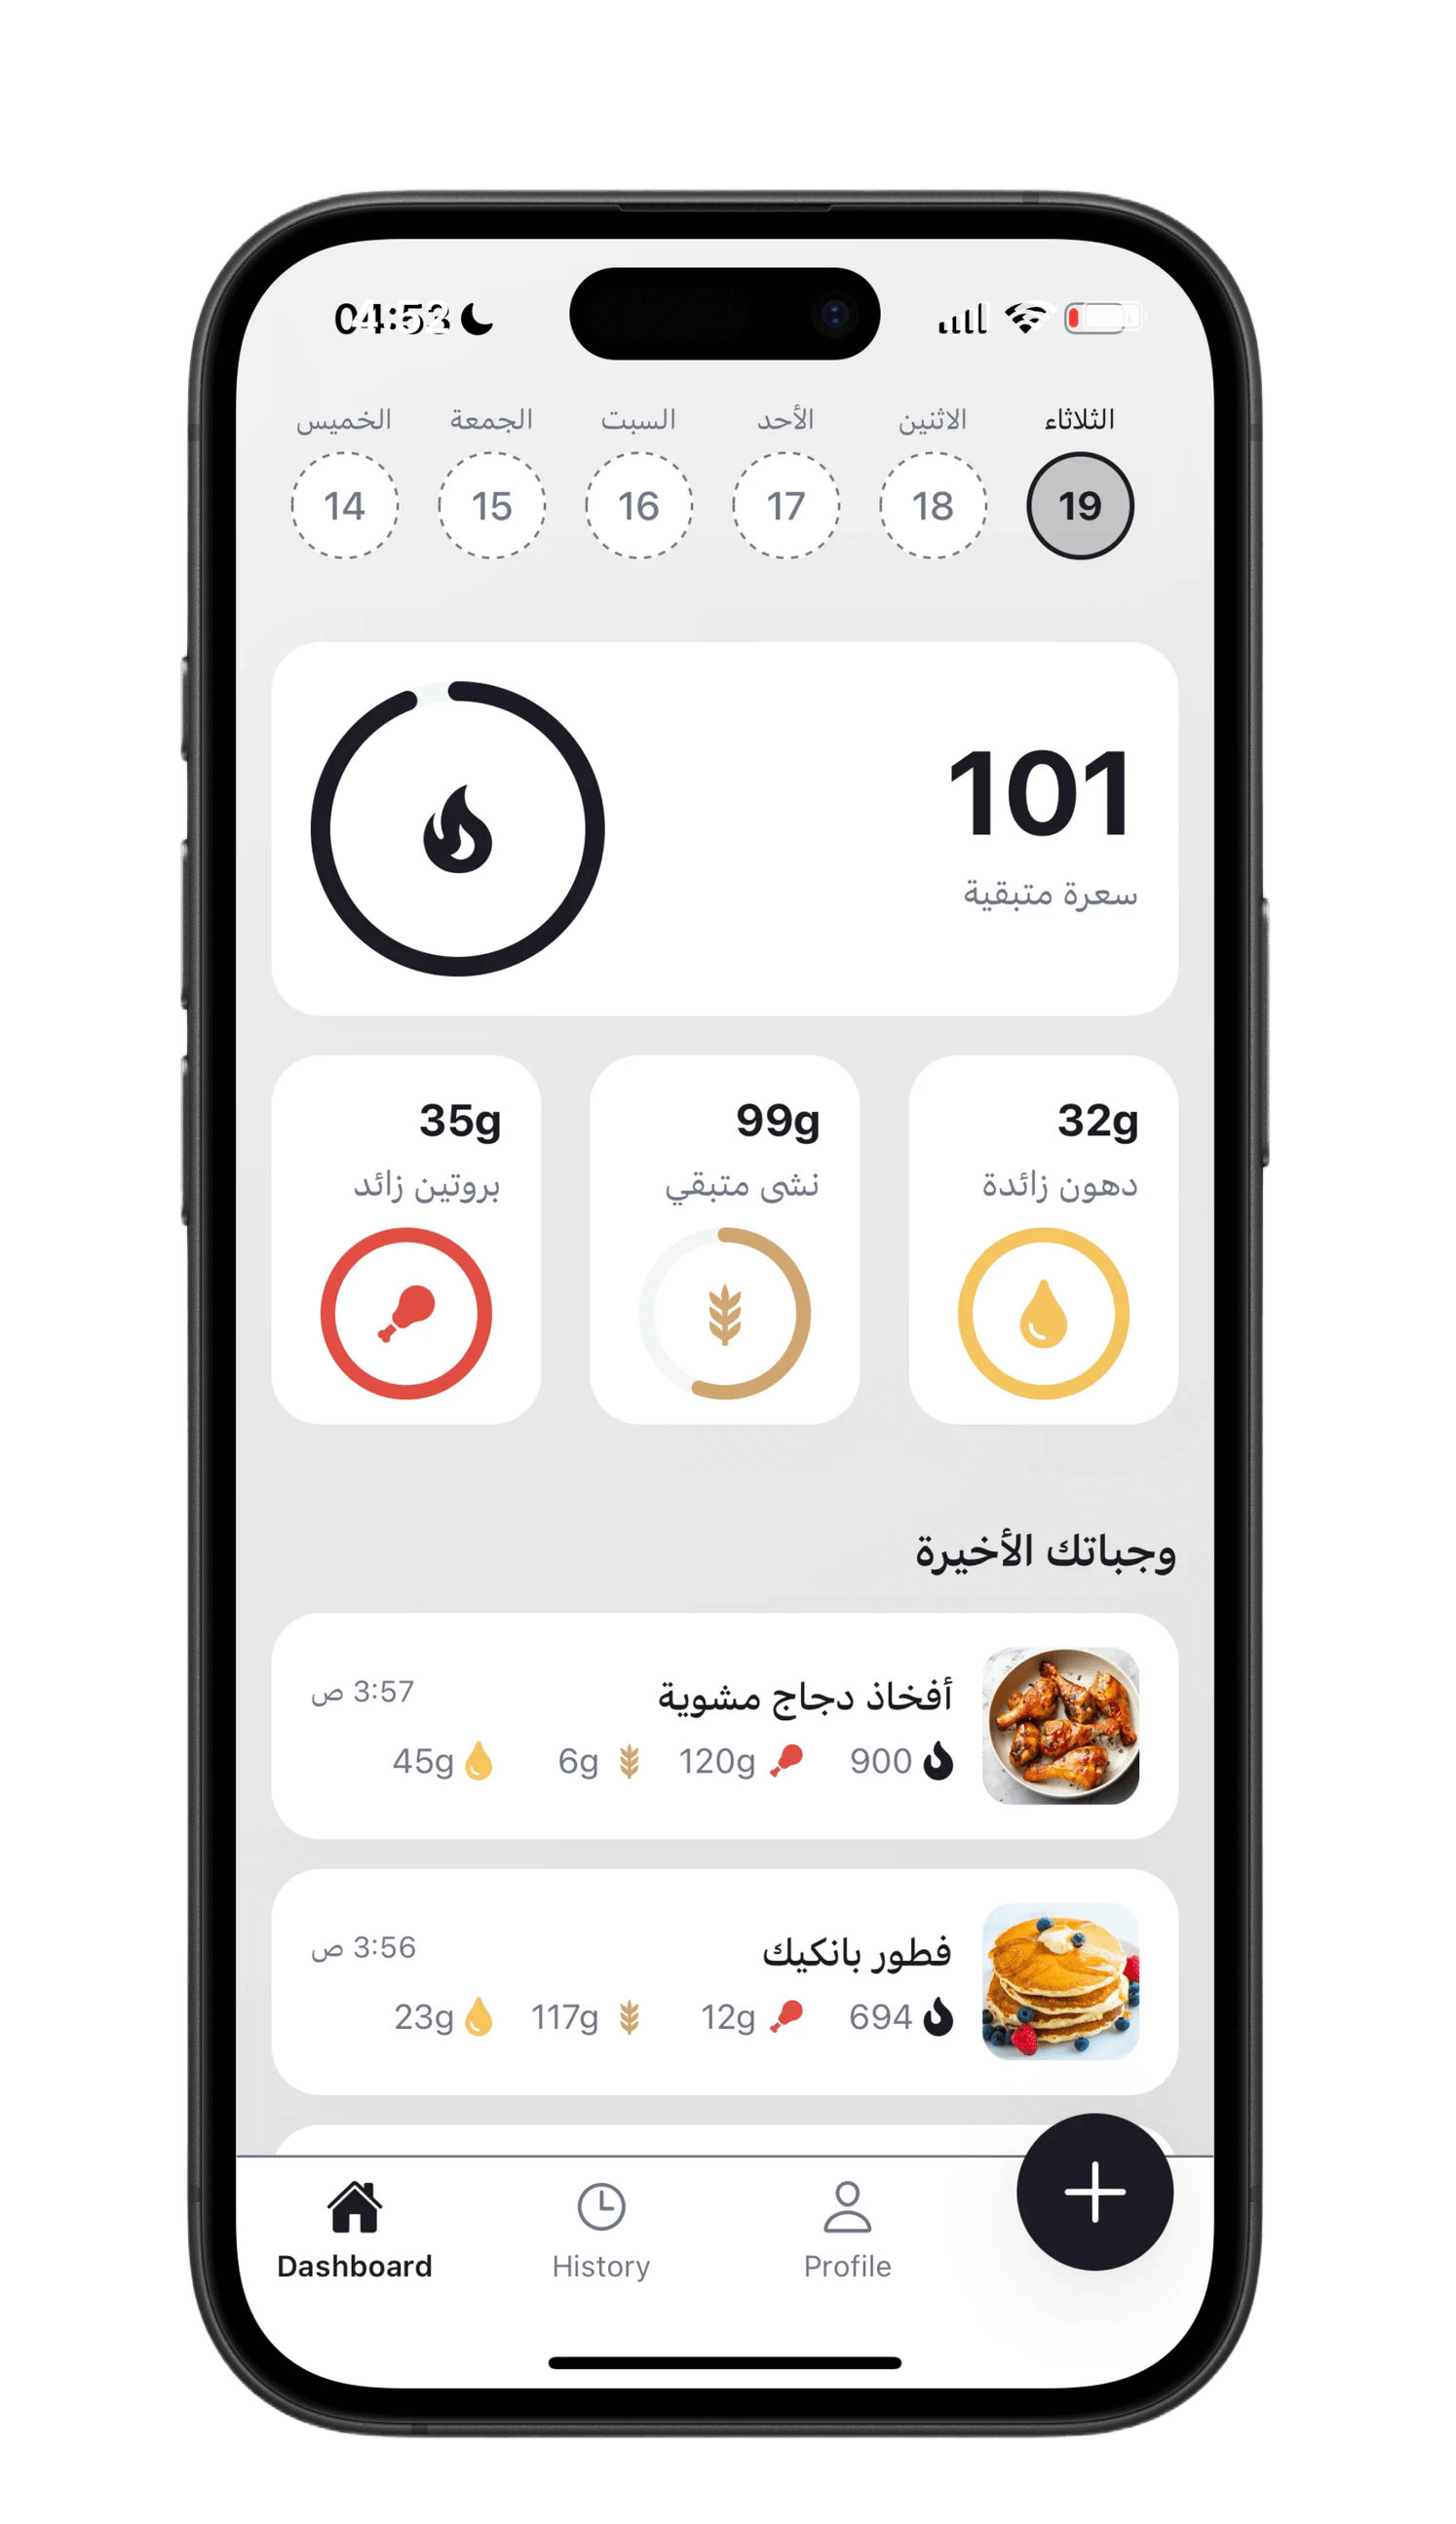 الثلاثاء الاثنين الأحد السبت الجمعة الخميس
19 18 17 16 15 14
101
سعرة متبقية
32g 99g 35g
دهون زائدة نشى متبقي بروتين زائد
وجباتك الأخيرة
أفخاذ دجاج مشوية 3:57 ص
900 120g 6g 45g
فطور بانكيك 3:56 ص
694 12g 117g 23g
Dashboard History Profile